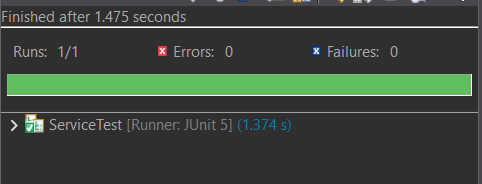 Finished after 1.475 seconds
Runs: 1/1 Errors: 0 Failures: 0
ServiceTest [Runner: JUnit 5] (1.374 s)